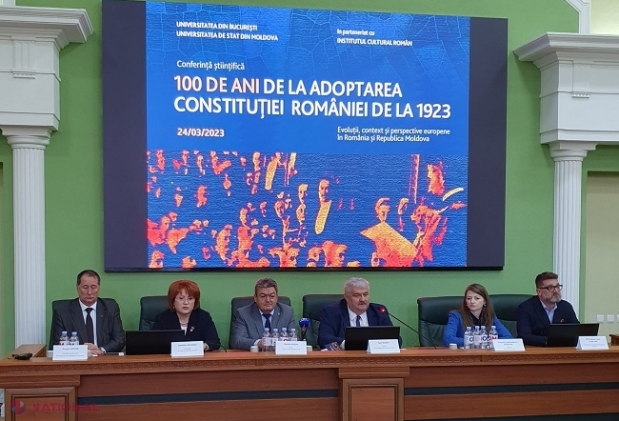 UNIVERSITATEA DIN BUCUREȘTI
UNIVERSITATEA DE STAT DIN MOLDOVA
în parteneriat cu
INSTITUTUL CULTURAL ROMÂN
Conferință științifică
100 DE ANI DE LA ADOPTAREA
CONSTITUȚIEI ROMÂNIEI DE LA 1923
24/03/2023
Evoluții, context și perspective europene
în România și Republica Moldova